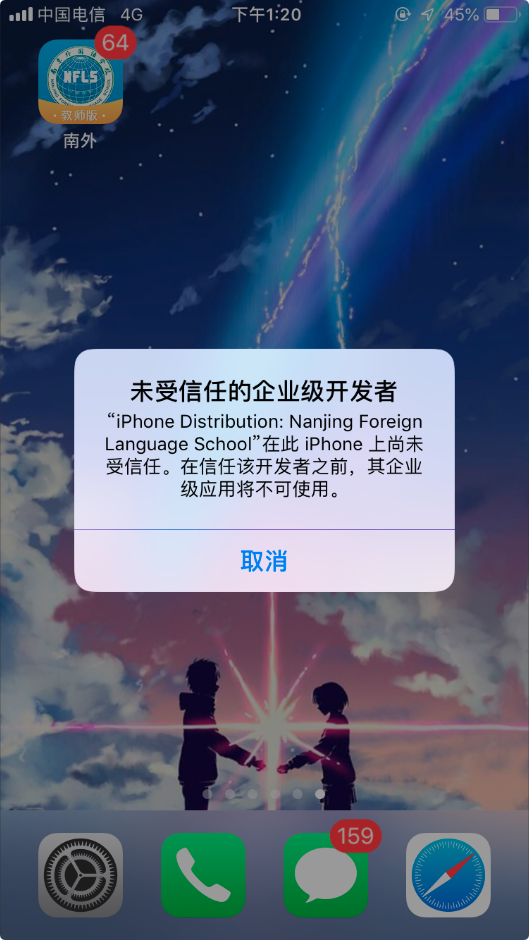 中国电信 4G 下午1:20 45%
64
NFLS
·教师版·
南外
未受信任的企业级开发者
“iPhone Distribution: Nanjing Foreign
Language School”在此 iPhone 上尚未
受信任。在信任该开发者之前，其企业
级应用将不可使用。
取消
159